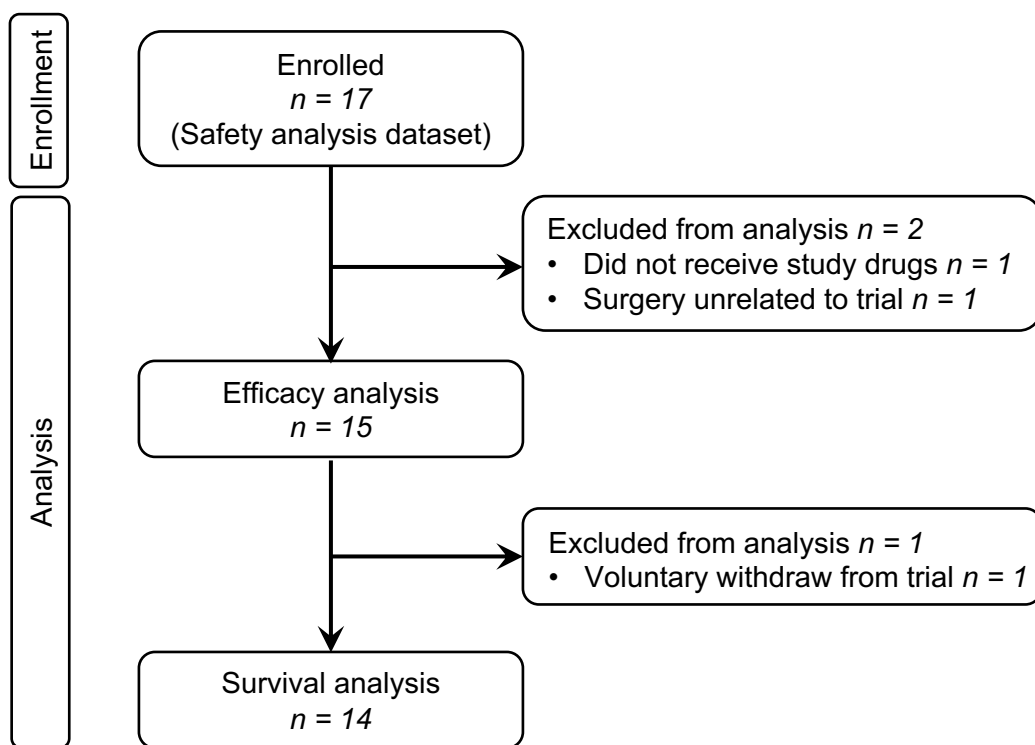 Enrollment
Enrolled
n = 17
(Safety analysis dataset)
Analysis
Excluded from analysis n = 2
• Did not receive study drugs n = 1
• Surgery unrelated to trial n = 1
Efficacy analysis
n = 15
Excluded from analysis n = 1
• Voluntary withdraw from trial n = 1
Survival analysis
n = 14